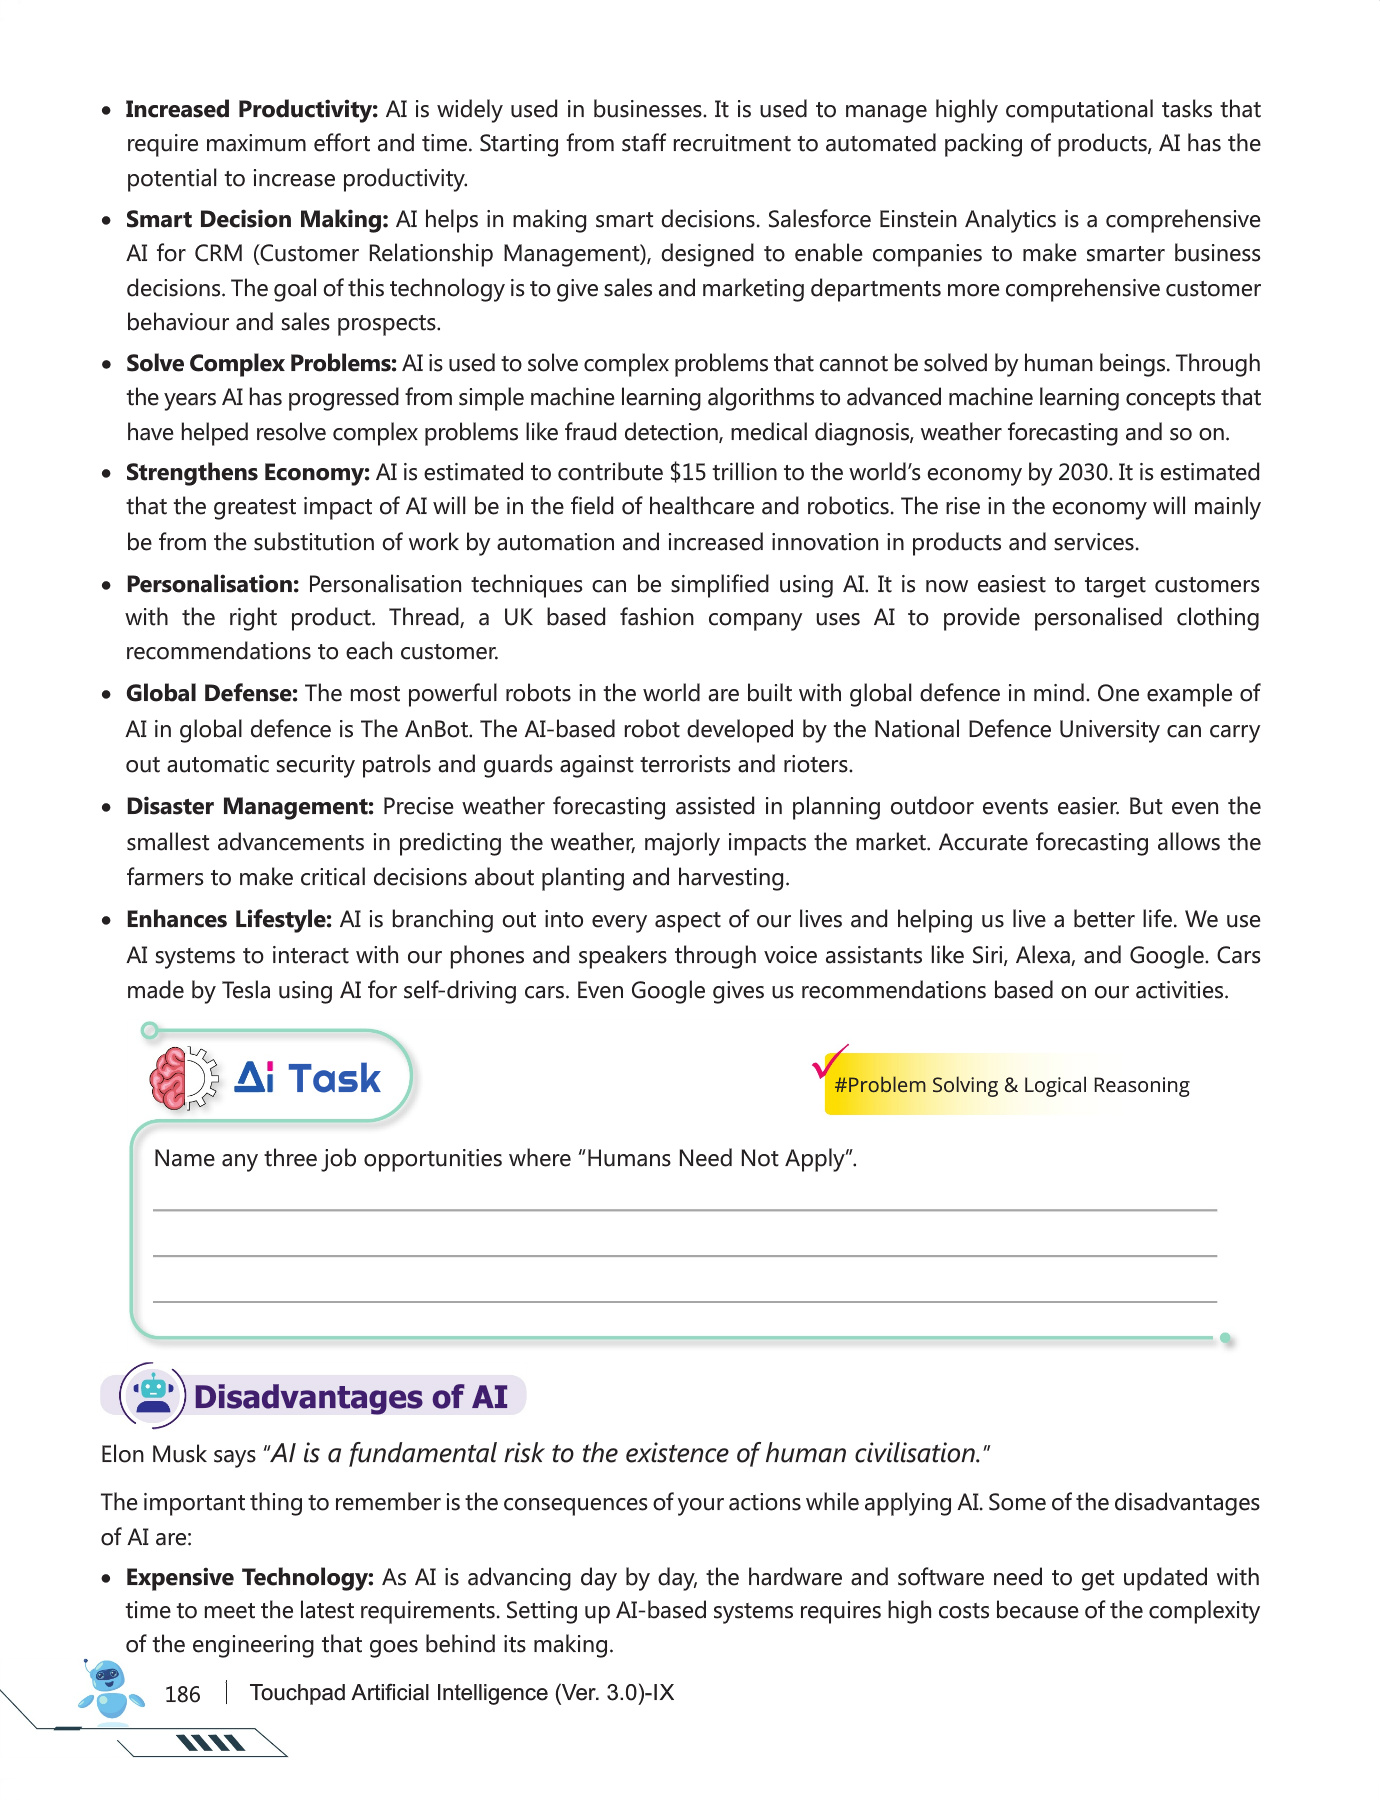 • Increased Productivity: AI is widely used in businesses. It is used to manage highly computational tasks that
require maximum effort and time. Starting from staff recruitment to automated packing of products, AI has the
potential to increase productivity.
• Smart Decision Making: AI helps in making smart decisions. Salesforce Einstein Analytics is a comprehensive
AI for CRM (Customer Relationship Management), designed to enable companies to make smarter business
decisions. The goal of this technology is to give sales and marketing departments more comprehensive customer
behaviour and sales prospects.
• Solve Complex Problems: AI is used to solve complex problems that cannot be solved by human beings. Through
the years AI has progressed from simple machine learning algorithms to advanced machine learning concepts that
have helped resolve complex problems like fraud detection, medical diagnosis, weather forecasting and so on.
• Strengthens Economy: AI is estimated to contribute $15 trillion to the world's economy by 2030. It is estimated
that the greatest impact of AI will be in the field of healthcare and robotics. The rise in the economy will mainly
be from the substitution of work by automation and increased innovation in products and services.
• Personalisation: Personalisation techniques can be simplified using AI. It is now easiest to target customers
with the right product. Thread, a UK based fashion company uses AI to provide personalised clothing
recommendations to each customer.
• Global Defense: The most powerful robots in the world are built with global defence in mind. One example of
AI in global defence is The AnBot. The AI-based robot developed by the National Defence University can carry
out automatic security patrols and guards against terrorists and rioters.
• Disaster Management: Precise weather forecasting assisted in planning outdoor events easier. But even the
smallest advancements in predicting the weather, majorly impacts the market. Accurate forecasting allows the
farmers to make critical decisions about planting and harvesting.
• Enhances Lifestyle: AI is branching out into every aspect of our lives and helping us live a better life. We use
AI systems to interact with our phones and speakers through voice assistants like Siri, Alexa, and Google. Cars
made by Tesla using AI for self-driving cars. Even Google gives us recommendations based on our activities.
Ai Task
#Problem Solving & Logical Reasoning
Name any three job opportunities where “Humans Need Not Apply”.
Disadvantages of AI
Elon Musk says "AI is a fundamental risk to the existence of human civilisation."
The important thing to remember is the consequences of your actions while applying AI. Some of the disadvantages
of AI are:
• Expensive Technology: As AI is advancing day by day, the hardware and software need to get updated with
time to meet the latest requirements. Setting up AI-based systems requires high costs because of the complexity
of the engineering that goes behind its making.
186 | Touchpad Artificial Intelligence (Ver. 3.0)-IX